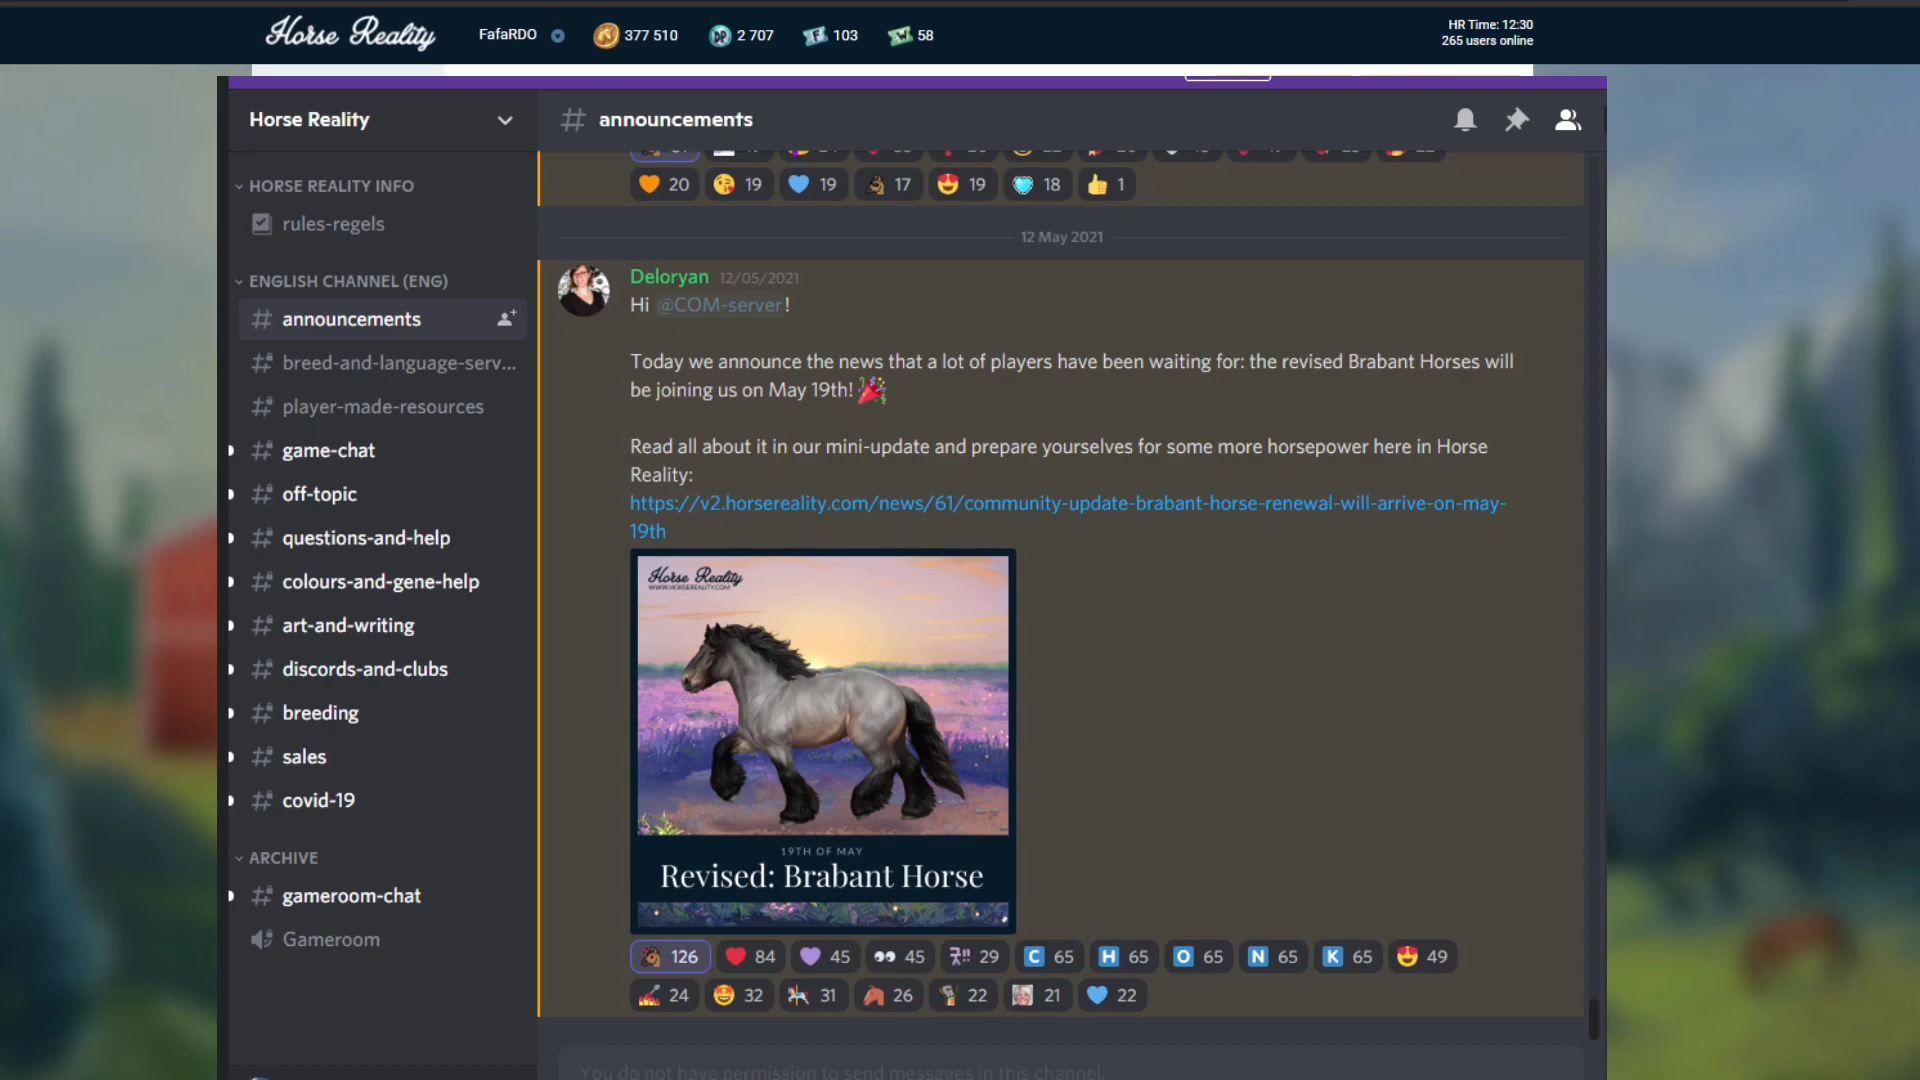 Horse Reality
FafaRDO
377 510
DP
2 707
F
103
58
HR Time: 12:30
265 users online
Horse Reality
announcements
HORSE REALITY INFO
rules-regels
ENGLISH CHANNEL (ENG)
announcements
breed-and-language-serv...
player-made-resources
game-chat
off-topic
questions-and-help
colours-and-gene-help
art-and-writing
discords-and-clubs
breeding
sales
covid-19
ARCHIVE
gameroom-chat
Gameroom
20 19 19 17 19 18 1
12 May 2021
Deloryan 12/05/2021
Hi @COM-server!
Today we announce the news that a lot of players have been waiting for: the revised Brabant Horses will
be joining us on May 19th!
Read all about it in our mini-update and prepare yourselves for some more horsepower here in Horse
Reality:
https://v2.horsereality.com/news/61/community-update-brabant-horse-renewal-will-arrive-on-may-
19th
Horse Reality
WWW.HORSEREALITY.COM
19TH OF MAY
Revised: Brabant Horse
126 84 45 45 29 C 65 H 65 O 65 N 65 K 65 49
24 32 31 26 22 21 22
You do not have permission to send messages in this channel.